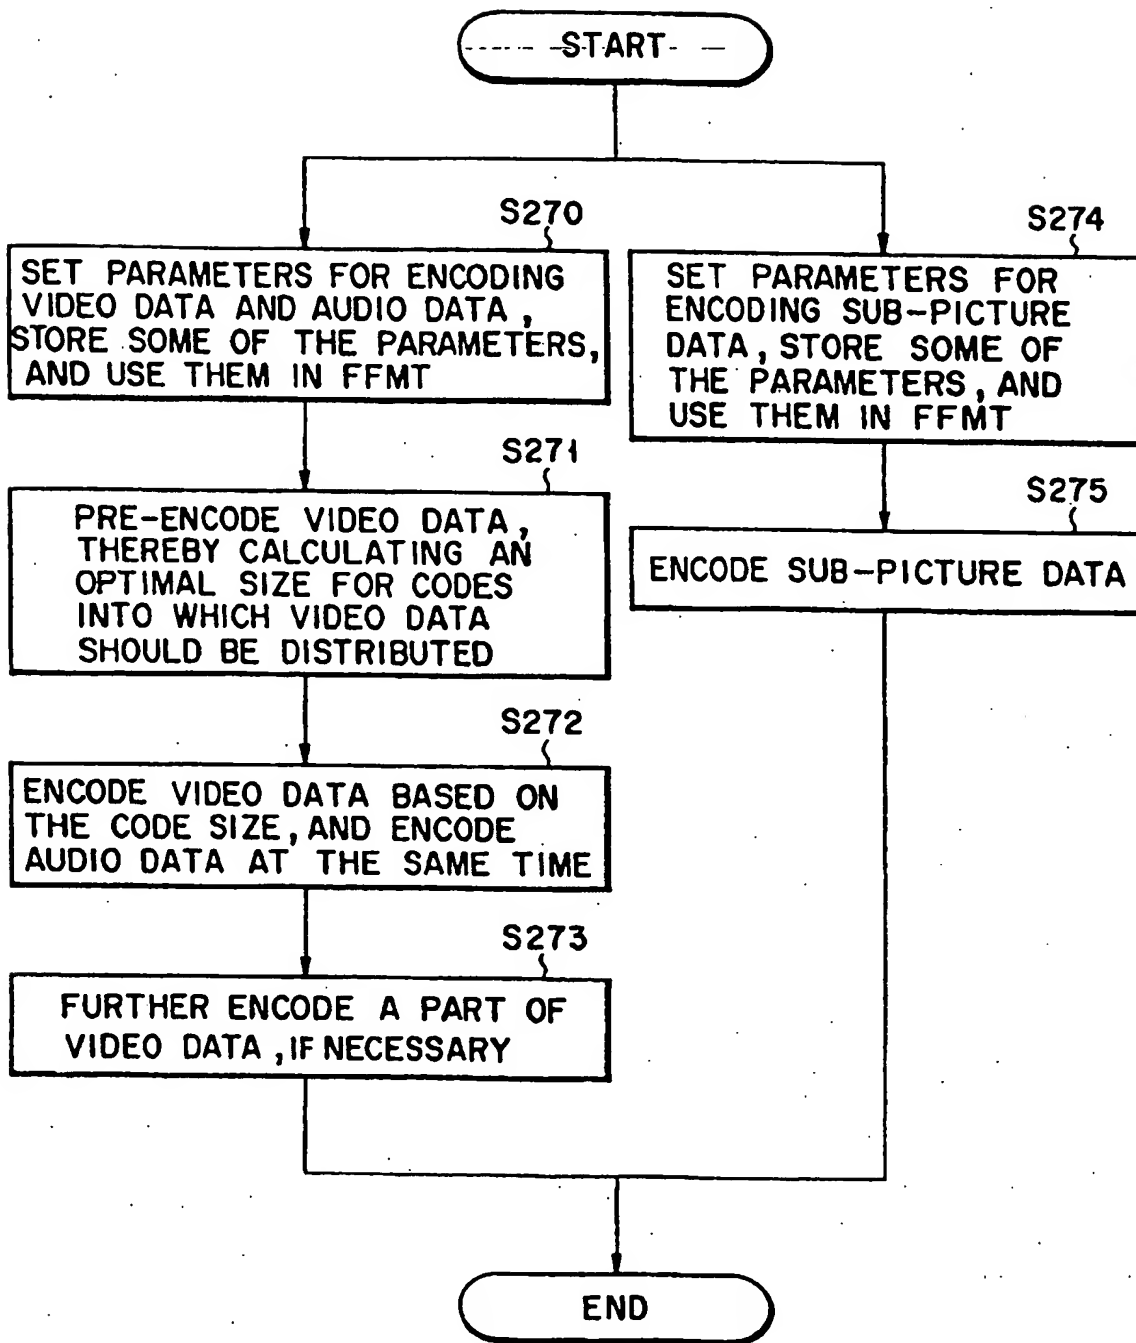 START
S270
SET PARAMETERS FOR ENCODING
VIDEO DATA AND AUDIO DATA,
STORE SOME OF THE PARAMETERS,
AND USE THEM IN FFMT
S271
PRE-ENCODE VIDEO DATA,
THEREBY CALCULATING AN
OPTIMAL SIZE FOR CODES
INTO WHICH VIDEO DATA
SHOULD BE DISTRIBUTED
S272
ENCODE VIDEO DATA BASED ON
THE CODE SIZE, AND ENCODE
AUDIO DATA AT THE SAME TIME
S273
FURTHER ENCODE A PART OF
VIDEO DATA, IF NECESSARY
S274
SET PARAMETERS FOR
ENCODING SUB-PICTURE
DATA, STORE SOME OF
THE PARAMETERS, AND
USE THEM IN FFMT
S275
ENCODE SUB-PICTURE DATA
END